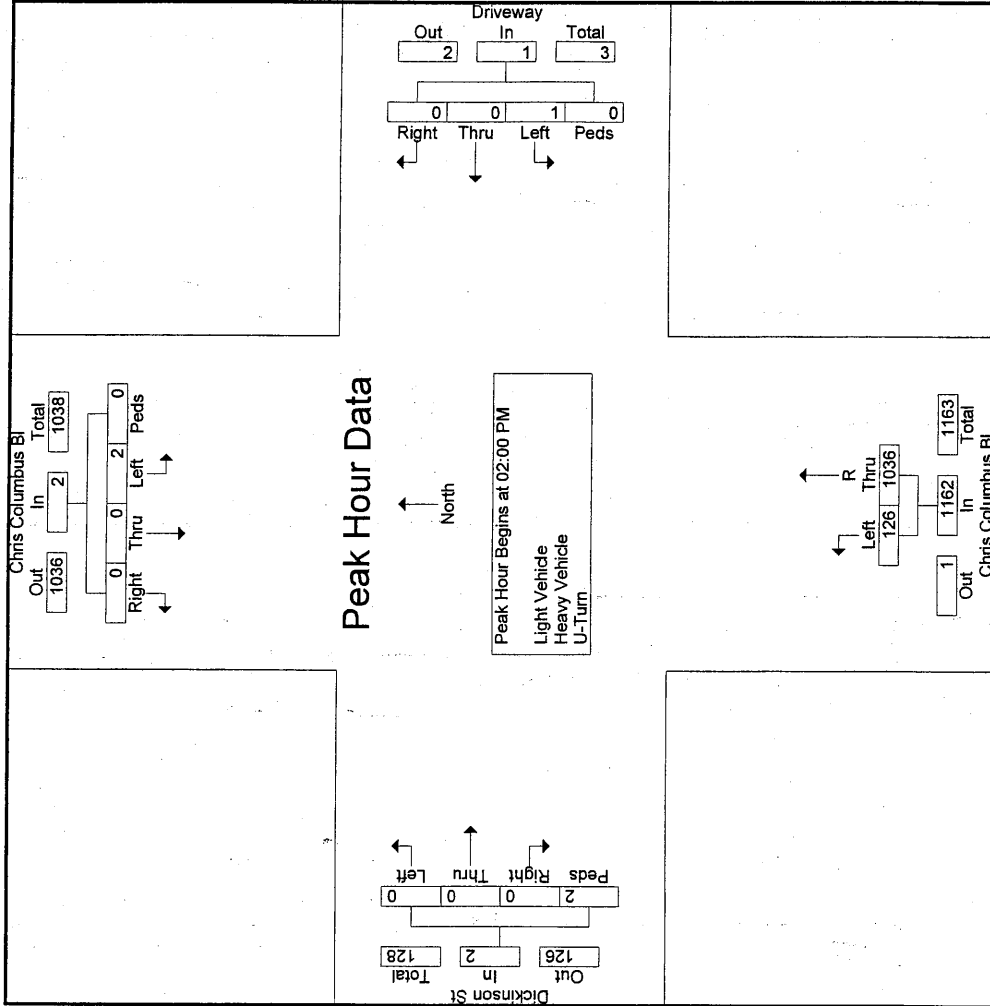 Driveway
Out In Total
2 1 3
0 0 1 0
Right Thru Left Peds
Chris Columbus Bl
Out In Total
1036 2 1038
0 0 2 0
Right Thru Left Peds
Peak Hour Data
North
Peak Hour Begins at 02:00 PM
Light Vehicle
Heavy Vehicle
U-Turn
R
Left Thru
126 1036
1 1162 1163
Out In Total
Chris Columbus Bl
Left Thru Right Peds
0 0 0 2
128 2 126
Total In Out
Dickinson St